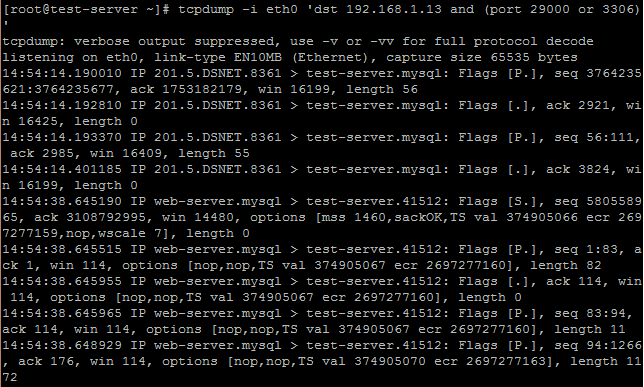 [root@test-server ~]# tcpdump -i eth0 'dst 192.168.1.13 and (port 29000 or 3306)
'
tcpdump: verbose output suppressed, use -v or -vv for full protocol decode
listening on eth0, link-type EN10MB (Ethernet), capture size 65535 bytes
14:54:14.190010 IP 201.5.DSNET.8361 > test-server.mysql: Flags [P.], seq 3764235
621:3764235677, ack 1753182179, win 16199, length 56
14:54:14.192810 IP 201.5.DSNET.8361 > test-server.mysql: Flags [.], ack 2921, wi
n 16425, length 0
14:54:14.193370 IP 201.5.DSNET.8361 > test-server.mysql: Flags [P.], seq 56:111,
 ack 2985, win 16409, length 55
14:54:14.401185 IP 201.5.DSNET.8361 > test-server.mysql: Flags [.], ack 3824, wi
n 16199, length 0
14:54:38.645190 IP web-server.mysql > test-server.41512: Flags [S.], seq 5805589
65, ack 3108792995, win 14480, options [mss 1460,sackOK,TS val 374905066 ecr 269
7277159,nop,wscale 7], length 0
14:54:38.645515 IP web-server.mysql > test-server.41512: Flags [P.], seq 1:83, a
ck 1, win 114, options [nop,nop,TS val 374905067 ecr 2697277160], length 82
14:54:38.645955 IP web-server.mysql > test-server.41512: Flags [.], ack 114, win
 114, options [nop,nop,TS val 374905067 ecr 2697277160], length 0
14:54:38.645965 IP web-server.mysql > test-server.41512: Flags [P.], seq 83:94,
ack 114, win 114, options [nop,nop,TS val 374905067 ecr 2697277160], length 11
14:54:38.648929 IP web-server.mysql > test-server.41512: Flags [P.], seq 94:1266
, ack 176, win 114, options [nop,nop,TS val 374905070 ecr 2697277163], length 11
72